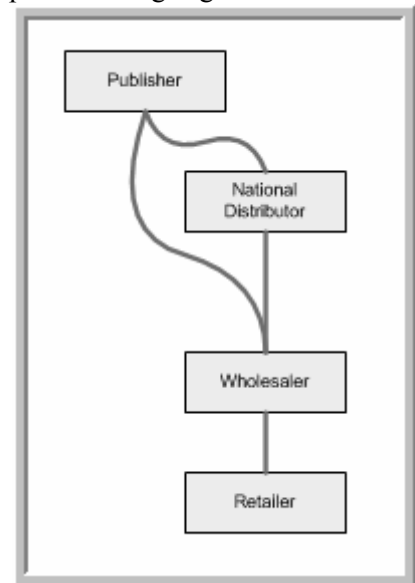 Publisher
National
Distributor
Wholesaler
Retailer